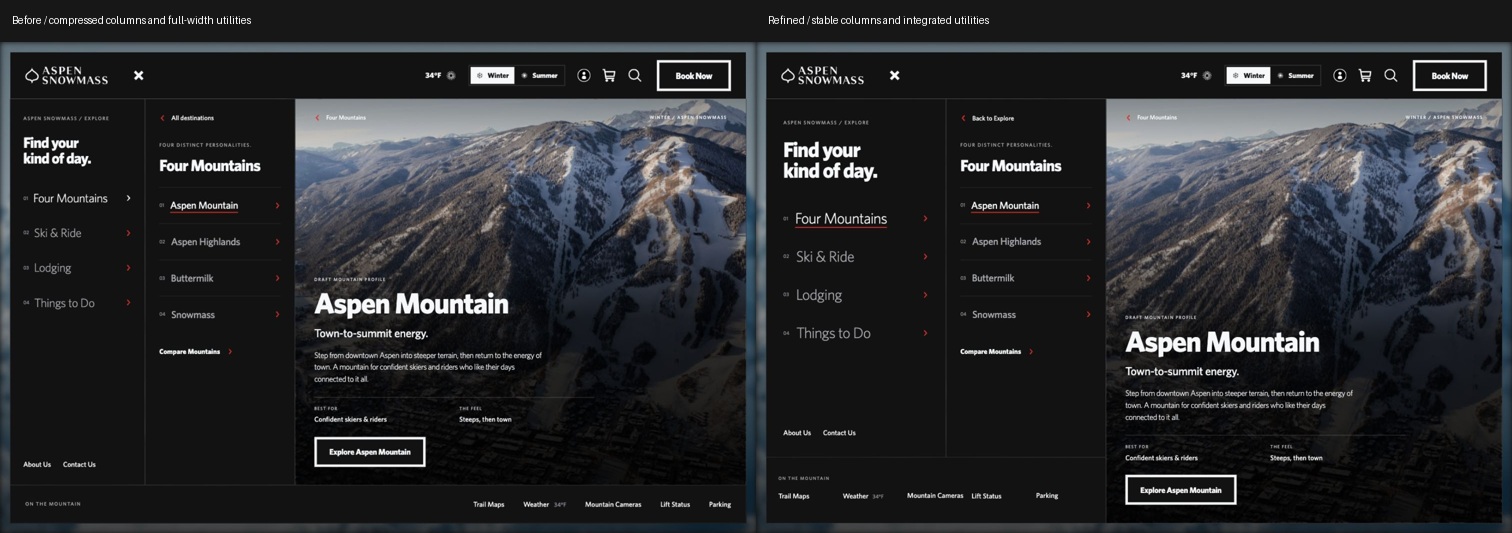 Before / compressed columns and full-width utilities
ASPEN
SNOWMASS
34°F
Winter
Summer
Book Now
ASPEN SNOWMASS / EXPLORE
Find your
kind of day.
01 Four Mountains
02 Ski & Ride
03 Lodging
04 Things to Do
About Us
Contact Us
All destinations
FOUR DISTINCT PERSONALITIES.
Four Mountains
01 Aspen Mountain
02 Aspen Highlands
03 Buttermilk
04 Snowmass
Compare Mountains
Four Mountains
WINTER / ASPEN SNOWMASS
DRAFT MOUNTAIN PROFILE
Aspen Mountain
Town-to-summit energy.
Step from downtown Aspen into steeper terrain, then return to the energy of
town. A mountain for confident skiers and riders who like their days
connected to it all.
BEST FOR
Confident skiers & riders
THE FEEL
Steeps, then town
Explore Aspen Mountain
ON THE MOUNTAIN
Trail Maps
Weather 34°F
Mountain Cameras
Lift Status
Parking
Refined / stable columns and integrated utilities
ASPEN
SNOWMASS
34°F
Winter
Summer
Book Now
ASPEN SNOWMASS / EXPLORE
Find your
kind of day.
01 Four Mountains
02 Ski & Ride
03 Lodging
04 Things to Do
About Us
Contact Us
Back to Explore
FOUR DISTINCT PERSONALITIES.
Four Mountains
01 Aspen Mountain
02 Aspen Highlands
03 Buttermilk
04 Snowmass
Compare Mountains
ON THE MOUNTAIN
Trail Maps
Weather 34°F
Mountain Cameras
Lift Status
Parking
Four Mountains
WINTER / ASPEN SNOWMASS
DRAFT MOUNTAIN PROFILE
Aspen Mountain
Town-to-summit energy.
Step from downtown Aspen into steeper terrain, then return to the energy of
town. A mountain for confident skiers and riders who like their days
connected to it all.
BEST FOR
Confident skiers & riders
THE FEEL
Steeps, then town
Explore Aspen Mountain